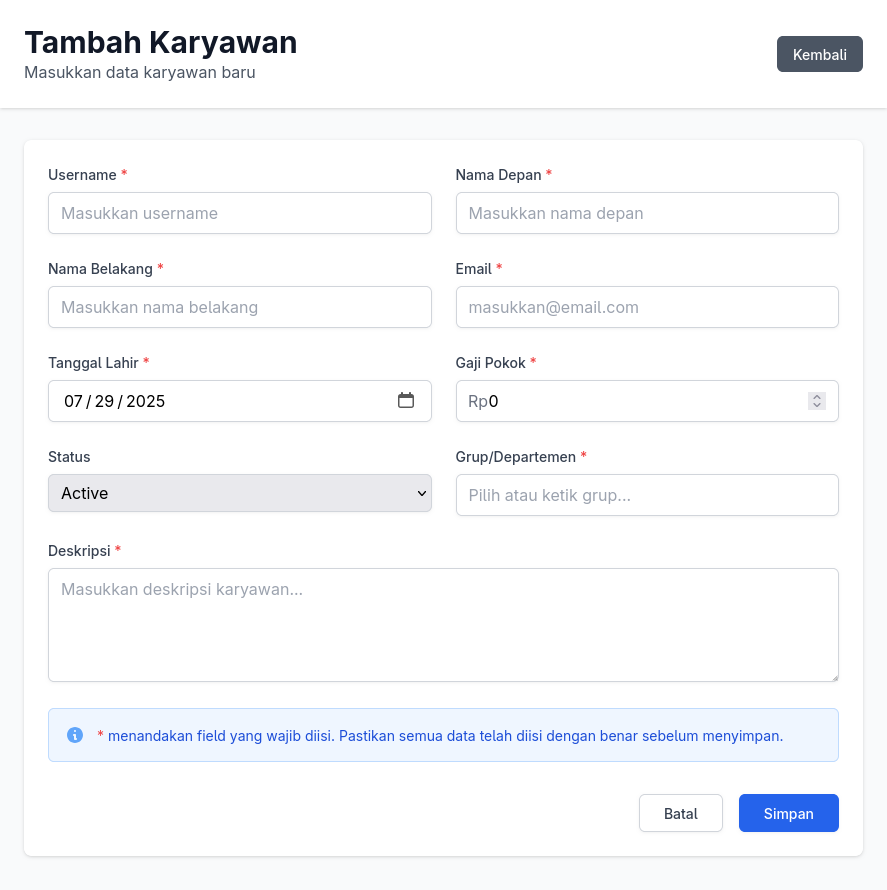 Tambah Karyawan
Masukkan data karyawan baru
Kembali
Username *
Nama Depan *
Masukkan username
Masukkan nama depan
Nama Belakang *
Email *
Masukkan nama belakang
masukkan@email.com
Tanggal Lahir *
Gaji Pokok *
07/29/2025
Rp0
Status
Grup/Departemen *
Active
Pilih atau ketik grup...
Deskripsi *
Masukkan deskripsi karyawan...
* menandakan field yang wajib diisi. Pastikan semua data telah diisi dengan benar sebelum menyimpan.
Batal
Simpan